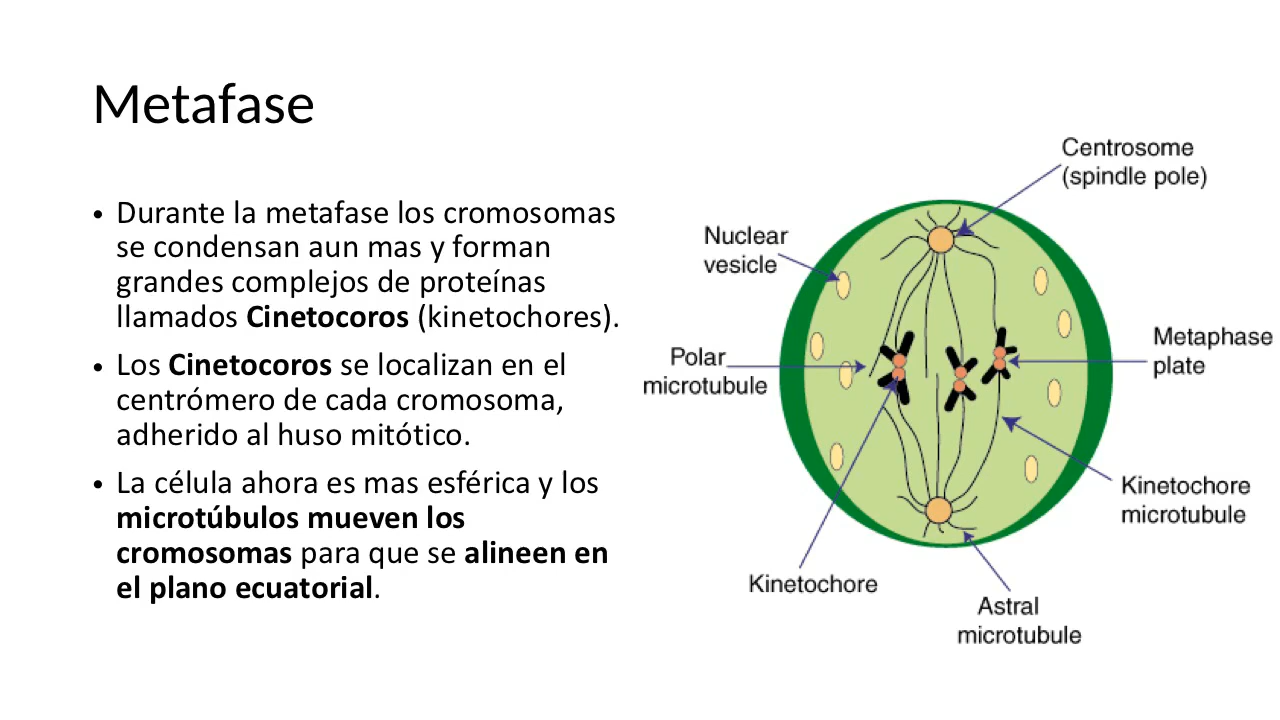 Metafase
• Durante la metafase los cromosomas
se condensan aun mas y forman
grandes complejos de proteínas
llamados Cinetocoros (kinetochores).
• Los Cinetocoros se localizan en el
centrómero de cada cromosoma,
adherido al huso mitótico.
• La célula ahora es mas esférica y los
microtúbulos mueven los
cromosomas para que se alineen en
el plano ecuatorial.
Centrosome
(spindle pole)
Nuclear
vesicle
Metaphase
plate
Polar
microtubule
Kinetochore
microtubule
Kinetochore
Astral
microtubule